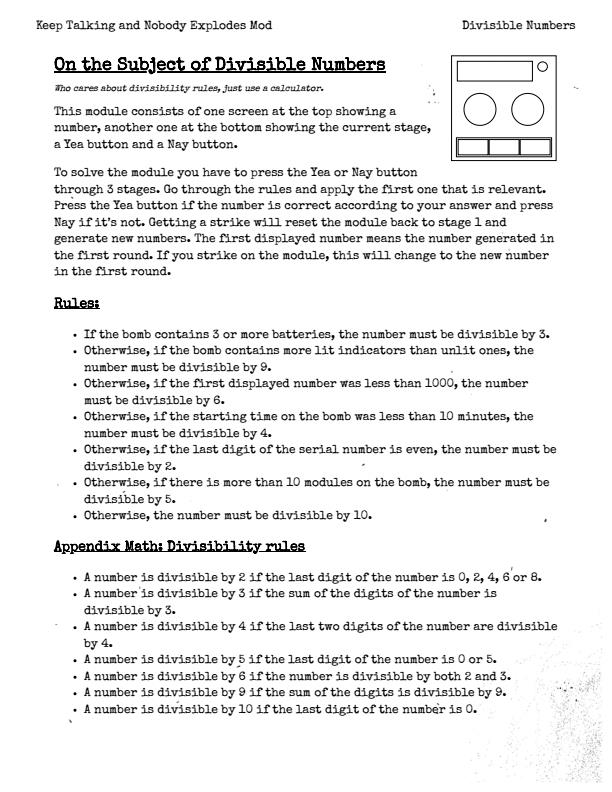 Keep Talking and Nobody Explodes Mod
Divisible Numbers
On the Subject of Divisible Numbers
Who cares about divisibility rules, just use a calculator.
This module consists of one screen at the top showing a
number, another one at the bottom showing the current stage,
a Yea button and a Nay button.
To solve the module you have to press the Yea or Nay button
through 3 stages. Go through the rules and apply the first one that is relevant.
Press the Yea button if the number is correct according to your answer and press
Nay if it's not. Getting a strike will reset the module back to stage 1 and
generate new numbers. The first displayed number means the number generated in
the first round. If you strike on the module, this will change to the new number
in the first round.
Rules:
• If the bomb contains 3 or more batteries, the number must be divisible by 3.
• Otherwise, if the bomb contains more lit indicators than unlit ones, the
number must be divisible by 9.
• Otherwise, if the first displayed number was less than 1000, the number
must be divisible by 6.
• Otherwise, if the starting time on the bomb was less than 10 minutes, the
number must be divisible by 4.
• Otherwise, if the last digit of the serial number is even, the number must be
divisible by 2.
• Otherwise, if there is more than 10 modules on the bomb, the number must be
divisible by 5.
• Otherwise, the number must be divisible by 10.
Appendix Math: Divisibility rules
• A number is divisible by 2 if the last digit of the number is 0, 2, 4, 6 or 8.
• A number is divisible by 3 if the sum of the digits of the number is
divisible by 3.
• A number is divisible by 4 if the last two digits of the number are divisible
by 4.
• A number is divisible by 5 if the last digit of the number is 0 or 5.
• A number is divisible by 6 if the number is divisible by both 2 and 3.
• A number is divisible by 9 if the sum of the digits is divisible by 9.
• A number is divisible by 10 if the last digit of the number is 0.